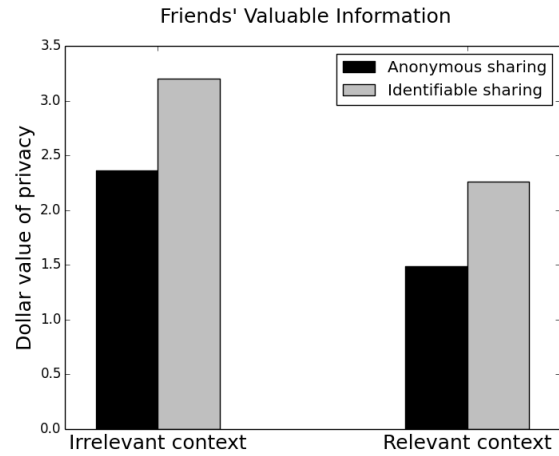 Friends' Valuable Information
Dollar value of privacy
3.5
3.0
2.5
2.0
1.5
1.0
0.5
0.0
Anonymous sharing
Identifiable sharing
Irrelevant context
Relevant context